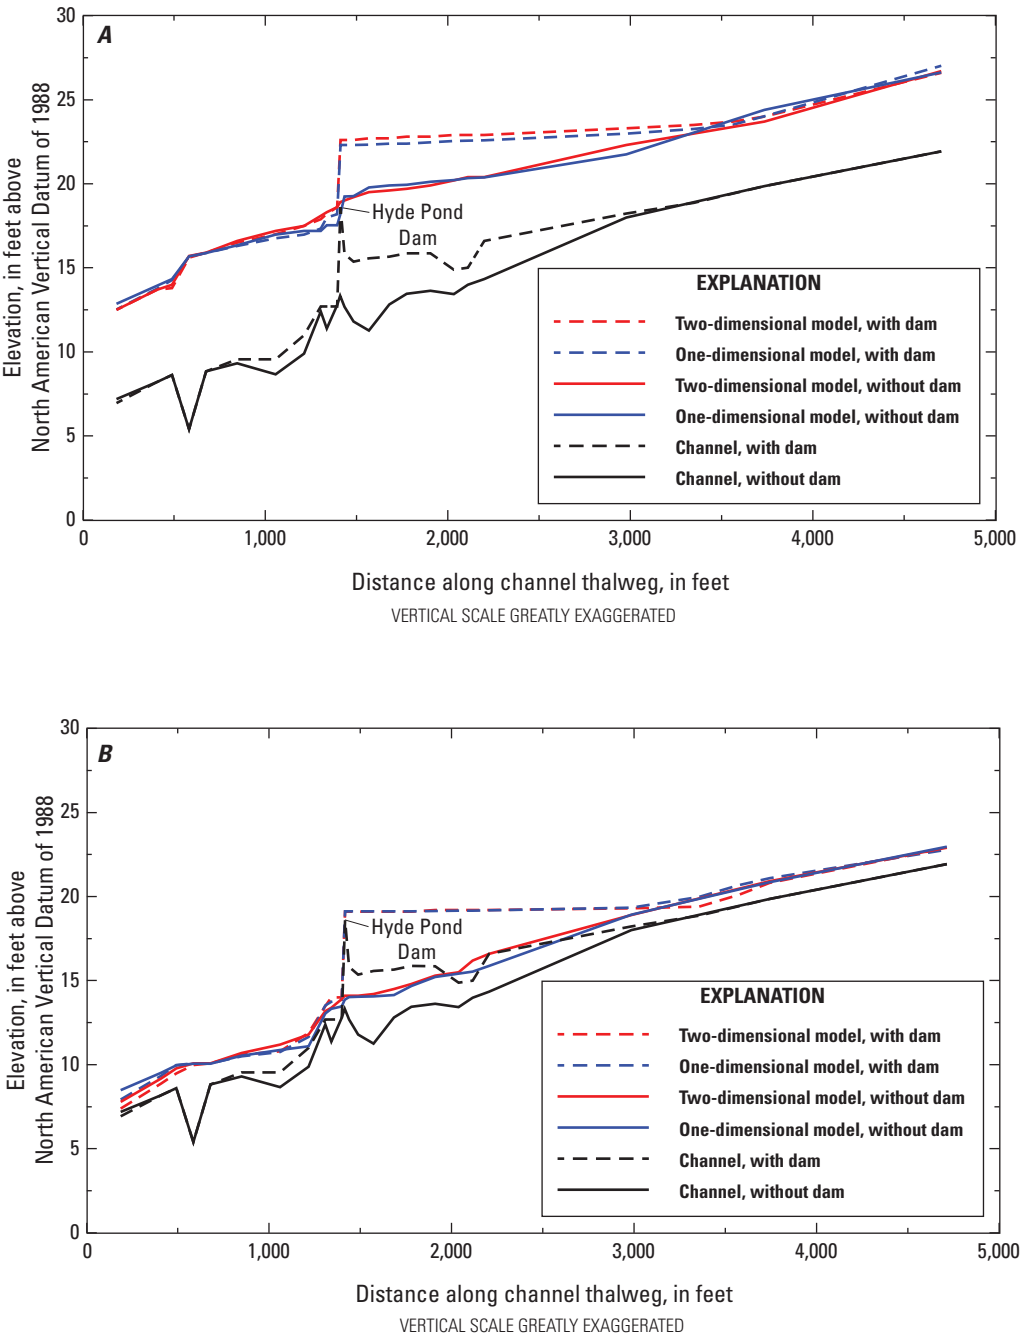 A
30
25
20
15
10
5
0
Elevation, in feet above
North American Vertical Datum of 1988
Hyde Pond
Dam
EXPLANATION
Two-dimensional model, with dam
One-dimensional model, with dam
Two-dimensional model, without dam
One-dimensional model, without dam
Channel, with dam
Channel, without dam
0 1,000 2,000 3,000 4,000 5,000
Distance along channel thalweg, in feet
VERTICAL SCALE GREATLY EXAGGERATED
B
30
25
20
15
10
5
0
Elevation, in feet above
North American Vertical Datum of 1988
Hyde Pond
Dam
EXPLANATION
Two-dimensional model, with dam
One-dimensional model, with dam
Two-dimensional model, without dam
One-dimensional model, without dam
Channel, with dam
Channel, without dam
0 1,000 2,000 3,000 4,000 5,000
Distance along channel thalweg, in feet
VERTICAL SCALE GREATLY EXAGGERATED